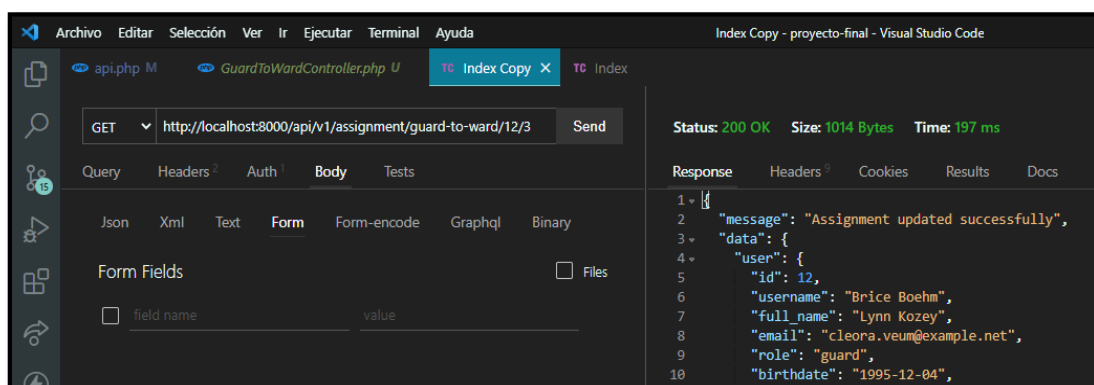 Archivo Editar Selección Ver Ir Ejecutar Terminal Ayuda Index Copy - proyecto-final - Visual Studio Code
php api.php M php GuardToWardController.php U TC Index Copy × TC Index
GET http://localhost:8000/api/v1/assignment/guard-to-ward/12/3 Send
Status: 200 OK Size: 1014 Bytes Time: 197 ms
Query Headers 2 Auth 1 Body Tests
Response Headers 9 Cookies Results Docs
15
Json Xml Text Form Form-encode Graphql Binary
Form Fields Files
field name value
1 {
2 "message": "Assignment updated successfully",
3 "data": {
4 "user": {
5 "id": 12,
6 "username": "Brice Boehm",
7 "full_name": "Lynn Kozey",
8 "email": "cleora.veum@example.net",
9 "role": "guard",
10 "birthdate": "1995-12-04",